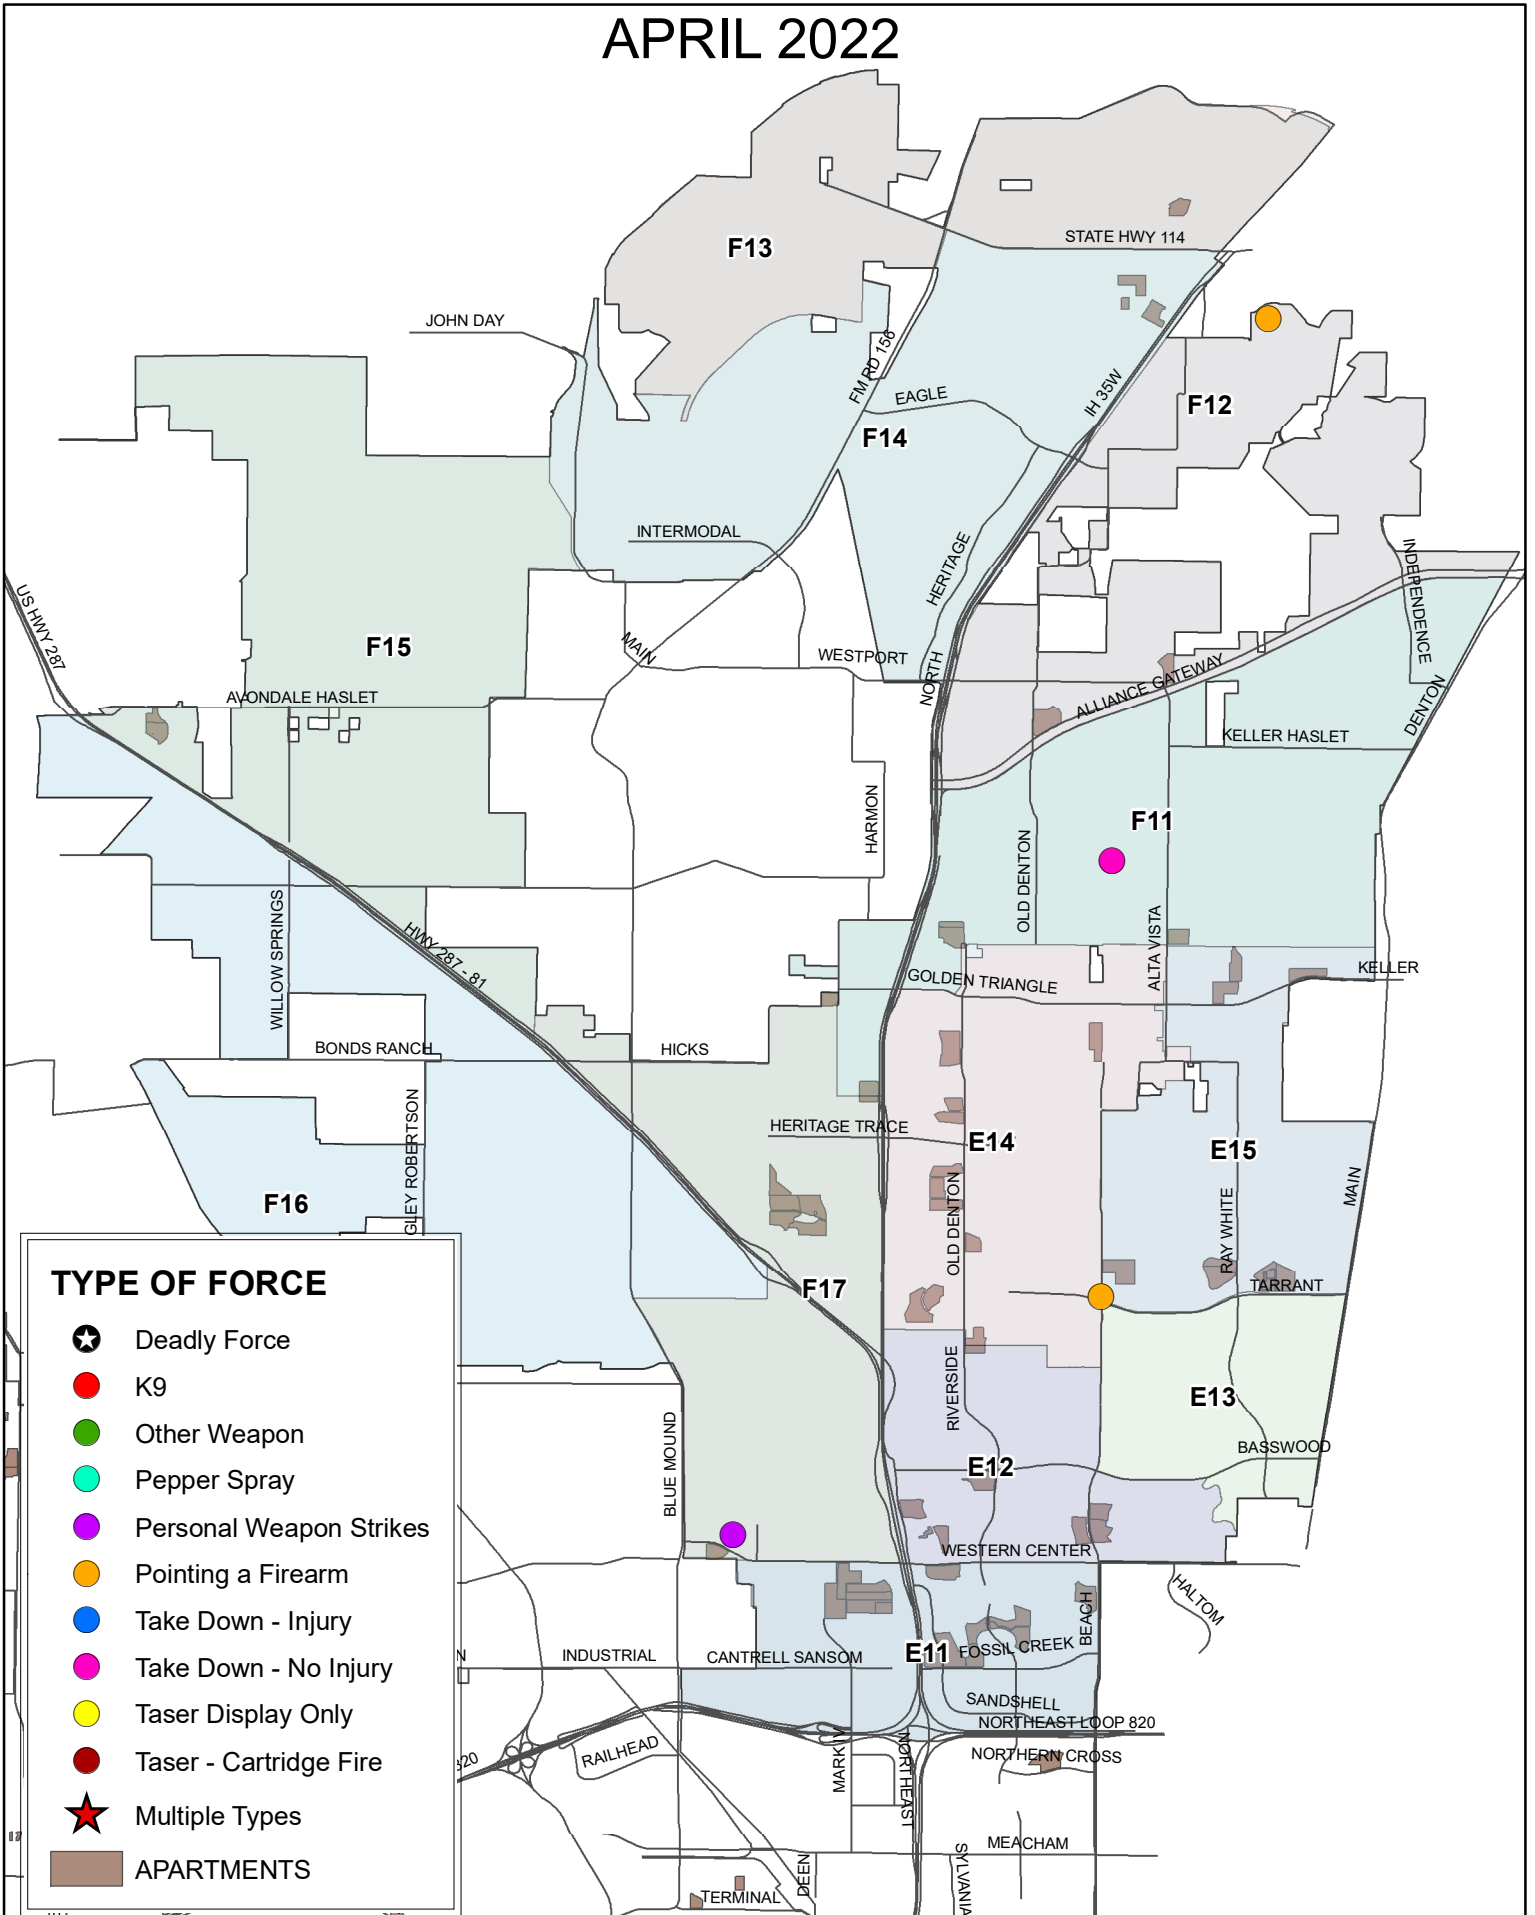 APRIL 2022
F13
STATE HWY 114
JOHN DAY
FM RD 156
EAGLE
IH 35W
F12
F14
INTERMODAL
HERITAGE
INDEPENDENCE
US HWY 287
F15
MAIN
WESTPORT
NORTH
AVONDALE HASLET
ALLIANCE GATEWAY
DENTON
KELLER HASLET
HARMON
F11
OLD DENTON
WILLOW SPRINGS
HWY 287 - 81
ALTA VISTA
GOLDEN TRIANGLE
KELLER
BONDS RANCH
HICKS
GLEY ROBERTSON
HERITAGE TRACE
E14
E15
MAIN
F16
OLD DENTON
RAY WHITE
TARRANT
F17
TYPE OF FORCE
Deadly Force
K9
Other Weapon
Pepper Spray
Personal Weapon Strikes
Pointing a Firearm
Take Down - Injury
Take Down - No Injury
Taser Display Only
Taser - Cartridge Fire
Multiple Types
APARTMENTS
RIVERSIDE
E13
BLUE MOUND
BASSWOOD
E12
WESTERN CENTER
HALTOM
BEACH
INDUSTRIAL
CANTRELL SANSOM
E11
FOSSIL CREEK
SANDSHELL
NORTHEAST LOOP 820
820
RAILHEAD
MARK IV
NORTHEAST
NORTHERN CROSS
MEACHAM
DEEN
SYLVANIA
TERMINAL